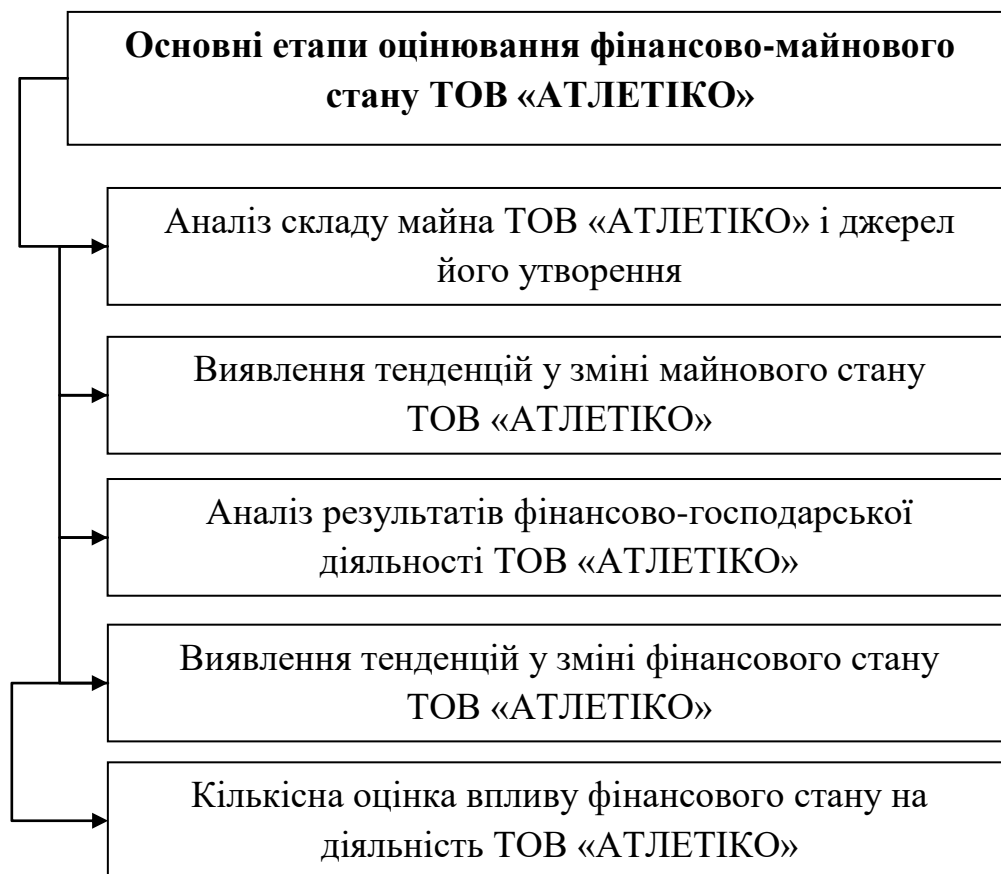 Основні етапи оцінювання фінансово-майнового
стану ТОВ «АТЛЕТІКО»
Аналіз складу майна ТОВ «АТЛЕТІКО» і джерел
його утворення
Виявлення тенденцій у зміні майнового стану
ТОВ «АТЛЕТІКО»
Аналіз результатів фінансово-господарської
діяльності ТОВ «АТЛЕТІКО»
Виявлення тенденцій у зміні фінансового стану
ТОВ «АТЛЕТІКО»
Кількісна оцінка впливу фінансового стану на
діяльність ТОВ «АТЛЕТІКО»